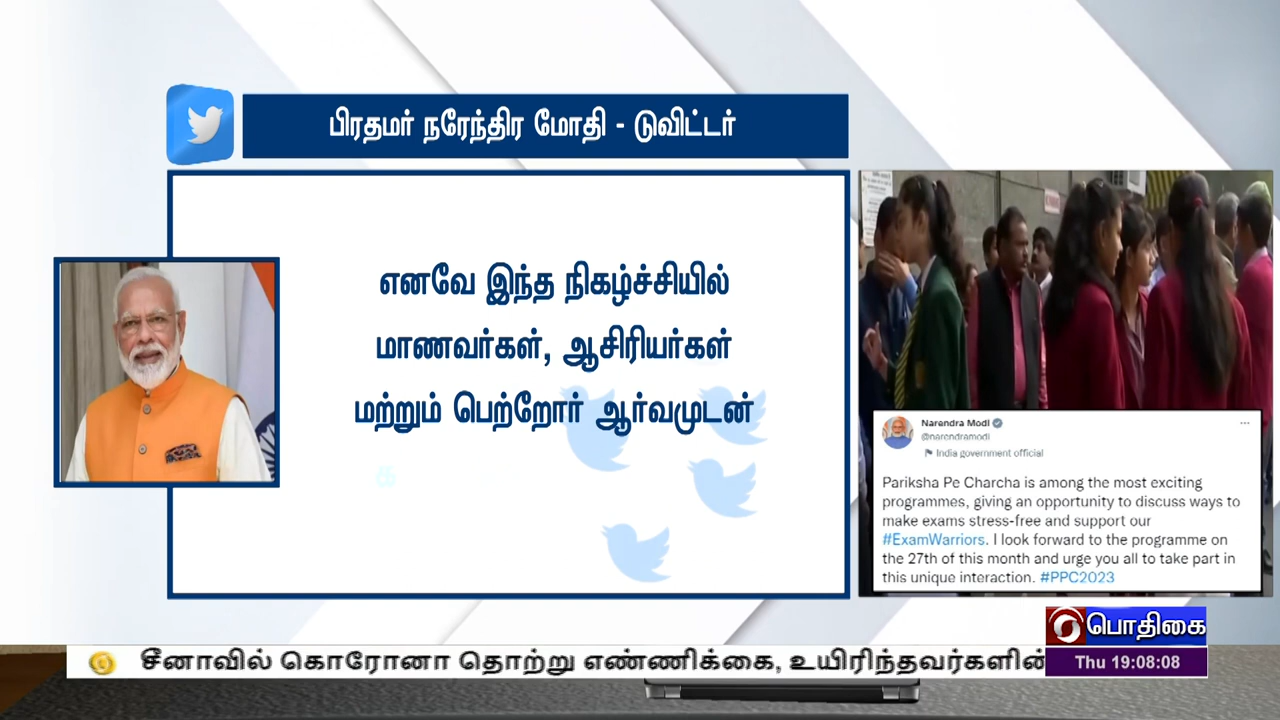 பிரதமர் நரேந்திர மோதி - டுவிட்டர்
எனவே இந்த நிகழ்ச்சியில்
மாணவர்கள், ஆசிரியர்கள்
மற்றும் பெற்றோர் ஆர்வமுடன்
Narendra Modi
@narendramodi
India government official
Pariksha Pe Charcha is among the most exciting
programmes, giving an opportunity to discuss ways to
make exams stress-free and support our
#ExamWarriors. I look forward to the programme on
the 27th of this month and urge you all to take part in
this unique interaction. #PPC2023
பொதிகை
Thu 19:08:08
சீனாவில் கொரோனா தொற்று எண்ணிக்கை, உயிரிந்தவர்களின்